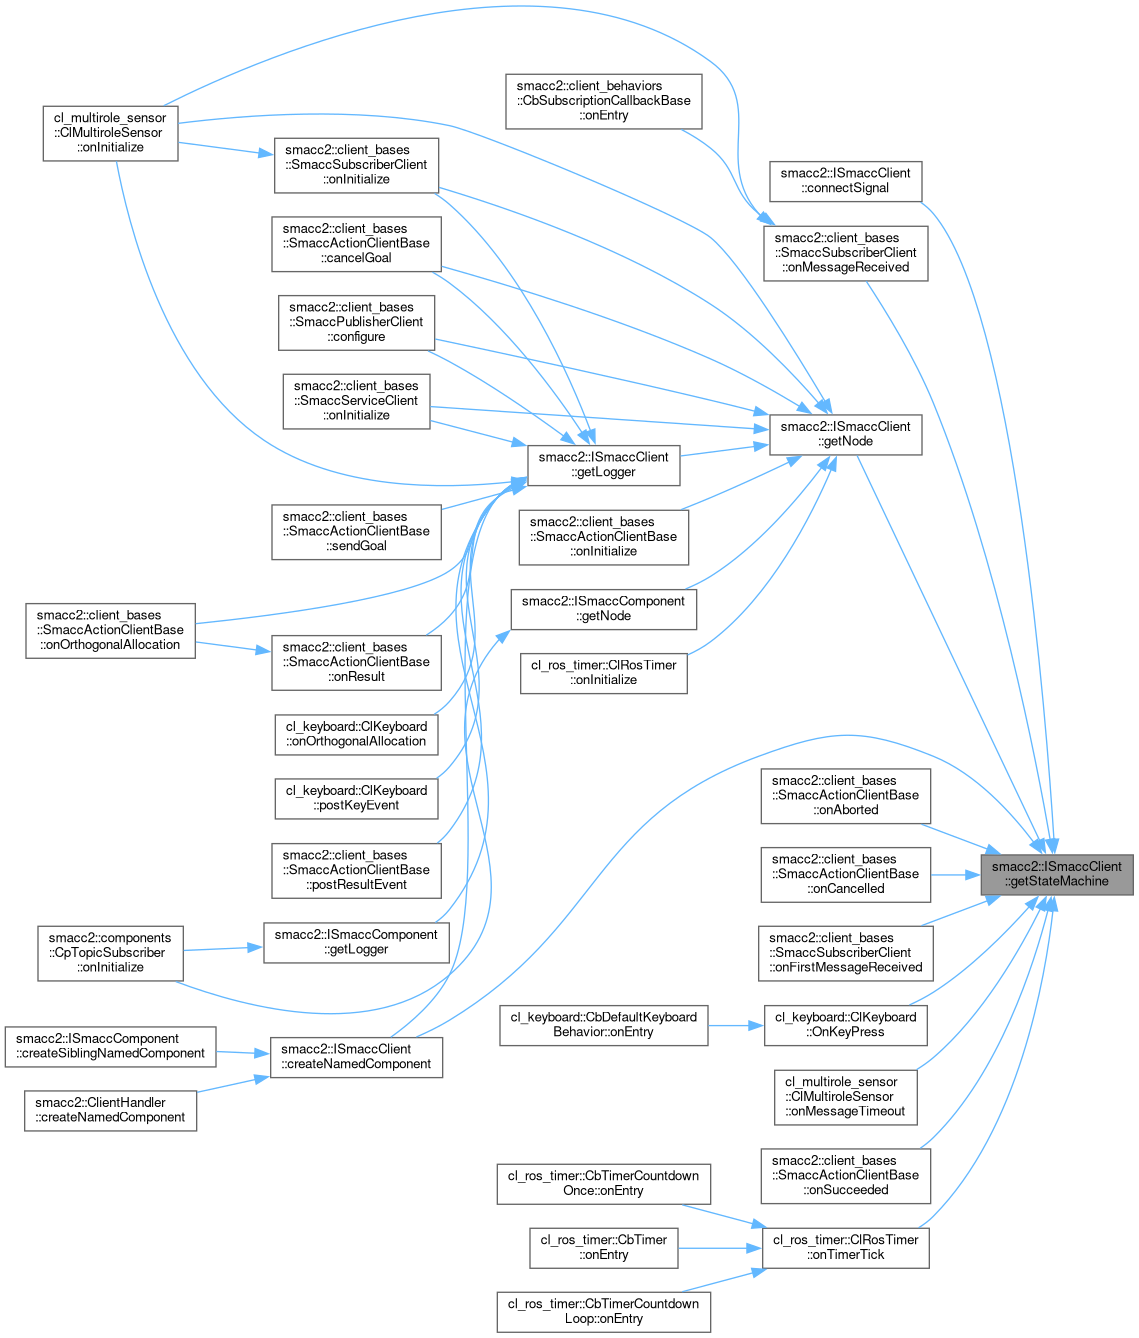 smacc2::client_behaviors
::CbSubscriptionCallbackBase
::onEntry
cl_multirole_sensor
::ClMultiroleSensor
::onInitialize
smacc2::client_bases
::SmaccSubscriberClient
::onInitialize
smacc2::ISmaccClient
::connectSignal
smacc2::client_bases
::SmaccActionClientBase
::cancelGoal
smacc2::client_bases
::SmaccSubscriberClient
::onMessageReceived
smacc2::client_bases
::SmaccPublisherClient
::configure
smacc2::client_bases
::SmaccServiceClient
::onInitialize
smacc2::ISmaccClient
::getNode
smacc2::ISmaccClient
::getLogger
smacc2::client_bases
::SmaccActionClientBase
::sendGoal
smacc2::client_bases
::SmaccActionClientBase
::onInitialize
smacc2::ISmaccComponent
::getNode
smacc2::client_bases
::SmaccActionClientBase
::onOrthogonalAllocation
smacc2::client_bases
::SmaccActionClientBase
::onResult
cl_ros_timer::ClRosTimer
::onInitialize
cl_keyboard::ClKeyboard
::onOrthogonalAllocation
cl_keyboard::ClKeyboard
::postKeyEvent
smacc2::client_bases
::SmaccActionClientBase
::onAborted
smacc2::client_bases
::SmaccActionClientBase
::postResultEvent
smacc2::client_bases
::SmaccActionClientBase
::onCancelled
smacc2::ISmaccClient
::getStateMachine
smacc2::components
::CpTopicSubscriber
::onInitialize
smacc2::ISmaccComponent
::getLogger
smacc2::client_bases
::SmaccSubscriberClient
::onFirstMessageReceived
cl_keyboard::CbDefaultKeyboard
Behavior::onEntry
cl_keyboard::ClKeyboard
::OnKeyPress
smacc2::ISmaccComponent
::createSiblingNamedComponent
smacc2::ISmaccClient
::createNamedComponent
smacc2::ClientHandler
::createNamedComponent
cl_multirole_sensor
::ClMultiroleSensor
::onMessageTimeout
smacc2::client_bases
::SmaccActionClientBase
::onSucceeded
cl_ros_timer::CbTimerCountdown
Once::onEntry
cl_ros_timer::CbTimer
::onEntry
cl_ros_timer::ClRosTimer
::onTimerTick
cl_ros_timer::CbTimerCountdown
Loop::onEntry